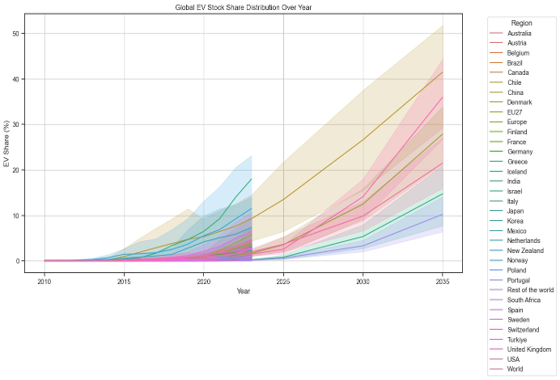 Global EV Stock Share Distribution Over Year
EV Share (%)
50
40
30
20
10
0
2010
2015
2020
2025
2030
2035
Year
Region
Australia
Austria
Belgium
Brazil
Canada
Chile
China
Denmark
EU27
Europe
Finland
France
Germany
Greece
Iceland
India
Israel
Italy
Japan
Korea
Mexico
Netherlands
New Zealand
Norway
Poland
Portugal
Rest of the world
South Africa
Spain
Sweden
Switzerland
Turkiye
United Kingdom
USA
World